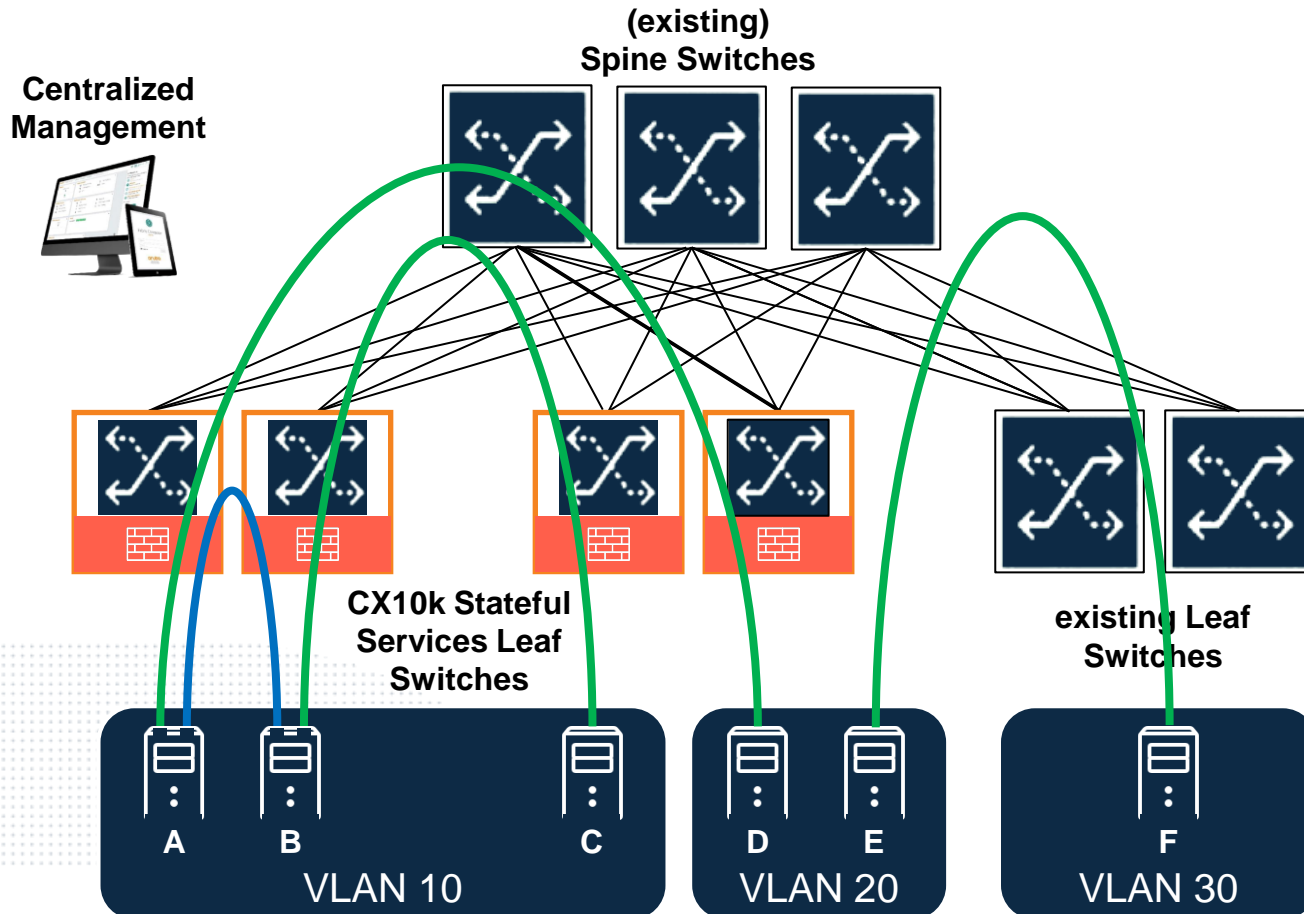 (existing)
Spine Switches
Centralized
Management
CX10k Stateful
Services Leaf
Switches
existing Leaf
Switches
A
B
C
D
E
F
VLAN 10
VLAN 20
VLAN 30